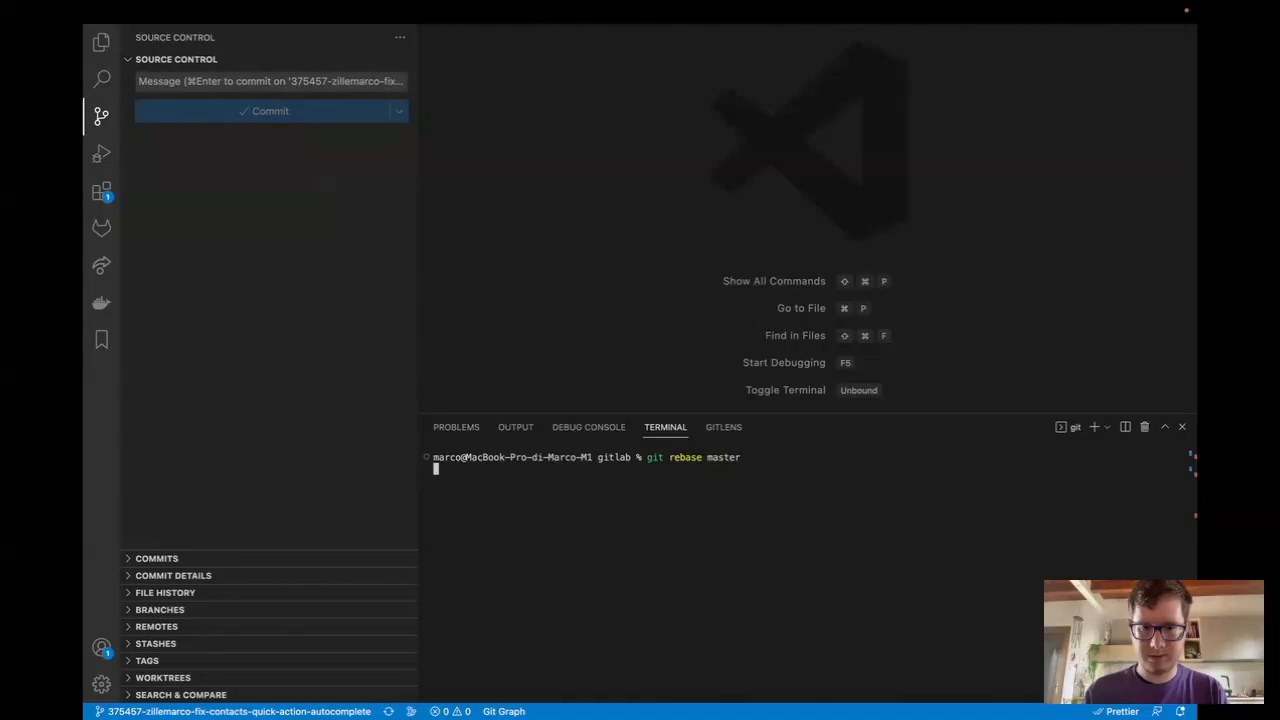 SOURCE CONTROL
SOURCE CONTROL
Message (⌘Enter to commit on '375457-zillemarco-fix...
Commit
1
Show All Commands ⇧ ⌘ P
Go to File ⌘ P
Find in Files ⇧ ⌘ F
Start Debugging F5
Toggle Terminal Unbound
PROBLEMS OUTPUT DEBUG CONSOLE TERMINAL GITLENS
git
marco@MacBook-Pro-di-Marco-M1 gitlab % git rebase master
COMMITS
COMMIT DETAILS
FILE HISTORY
BRANCHES
REMOTES
STASHES
TAGS
WORKTREES
SEARCH & COMPARE
1
375457-zillemarco-fix-contacts-quick-action-autocomplete 0 0 Git Graph Prettier